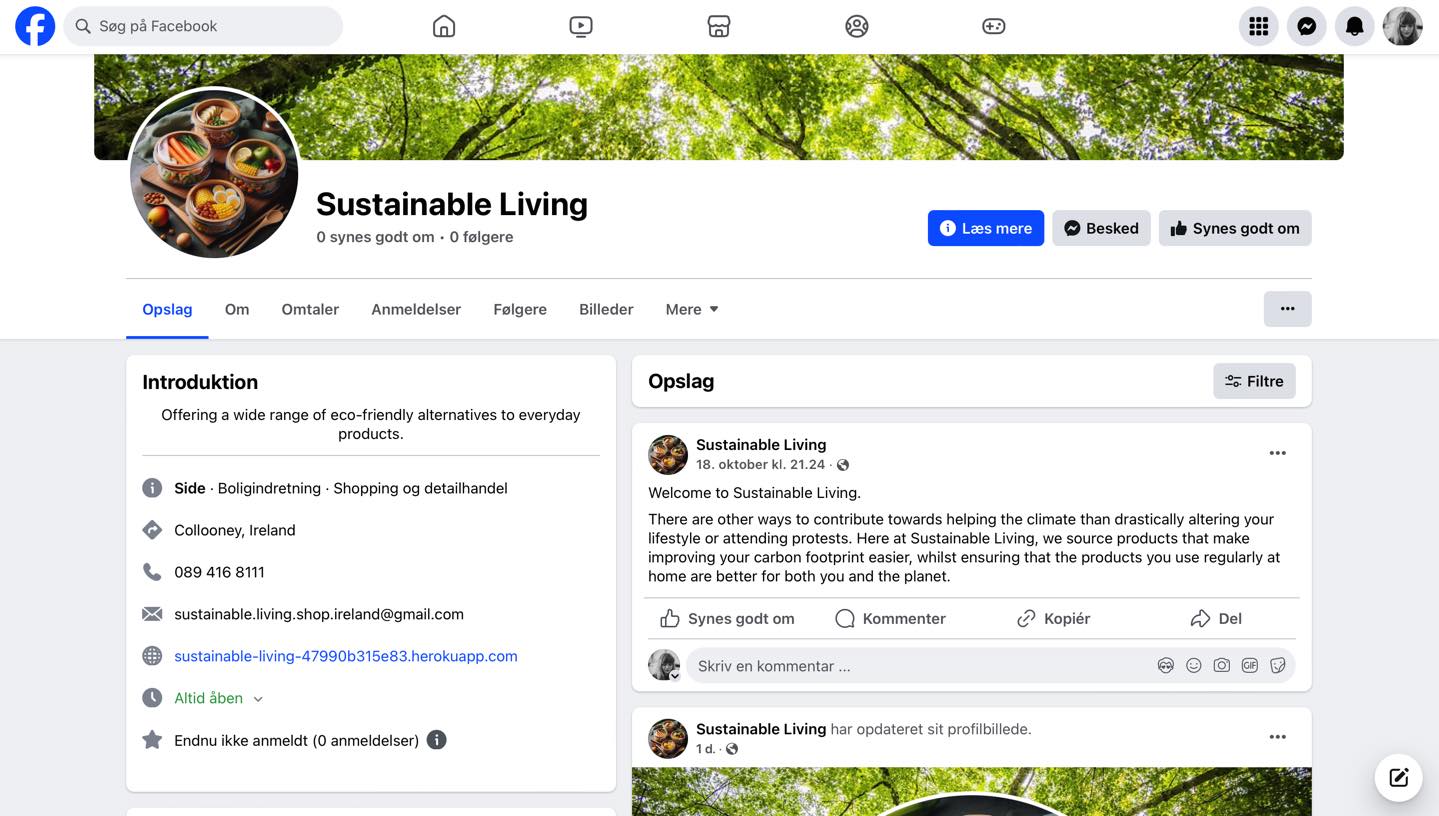 Søg på Facebook
Sustainable Living
0 synes godt om • 0 følgere
Læs mere
Besked
Synes godt om
Opslag
Om
Omtaler
Anmeldelser
Følgere
Billeder
Mere
Introduktion
Offering a wide range of eco-friendly alternatives to everyday
products.
Side · Boligindretning · Shopping og detailhandel
Collooney, Ireland
089 416 8111
sustainable.living.shop.ireland@gmail.com
sustainable-living-47990b315e83.herokuapp.com
Altid åben
Endnu ikke anmeldt (0 anmeldelser)
Opslag
Filtre
Sustainable Living
18. oktober kl. 21.24 ·
Welcome to Sustainable Living.
There are other ways to contribute towards helping the climate than drastically altering your
lifestyle or attending protests. Here at Sustainable Living, we source products that make
improving your carbon footprint easier, whilst ensuring that the products you use regularly at
home are better for both you and the planet.
Synes godt om
Kommenter
Kopiér
Del
Skriv en kommentar ...
GIF
Sustainable Living har opdateret sit profilbillede.
1 d. ·